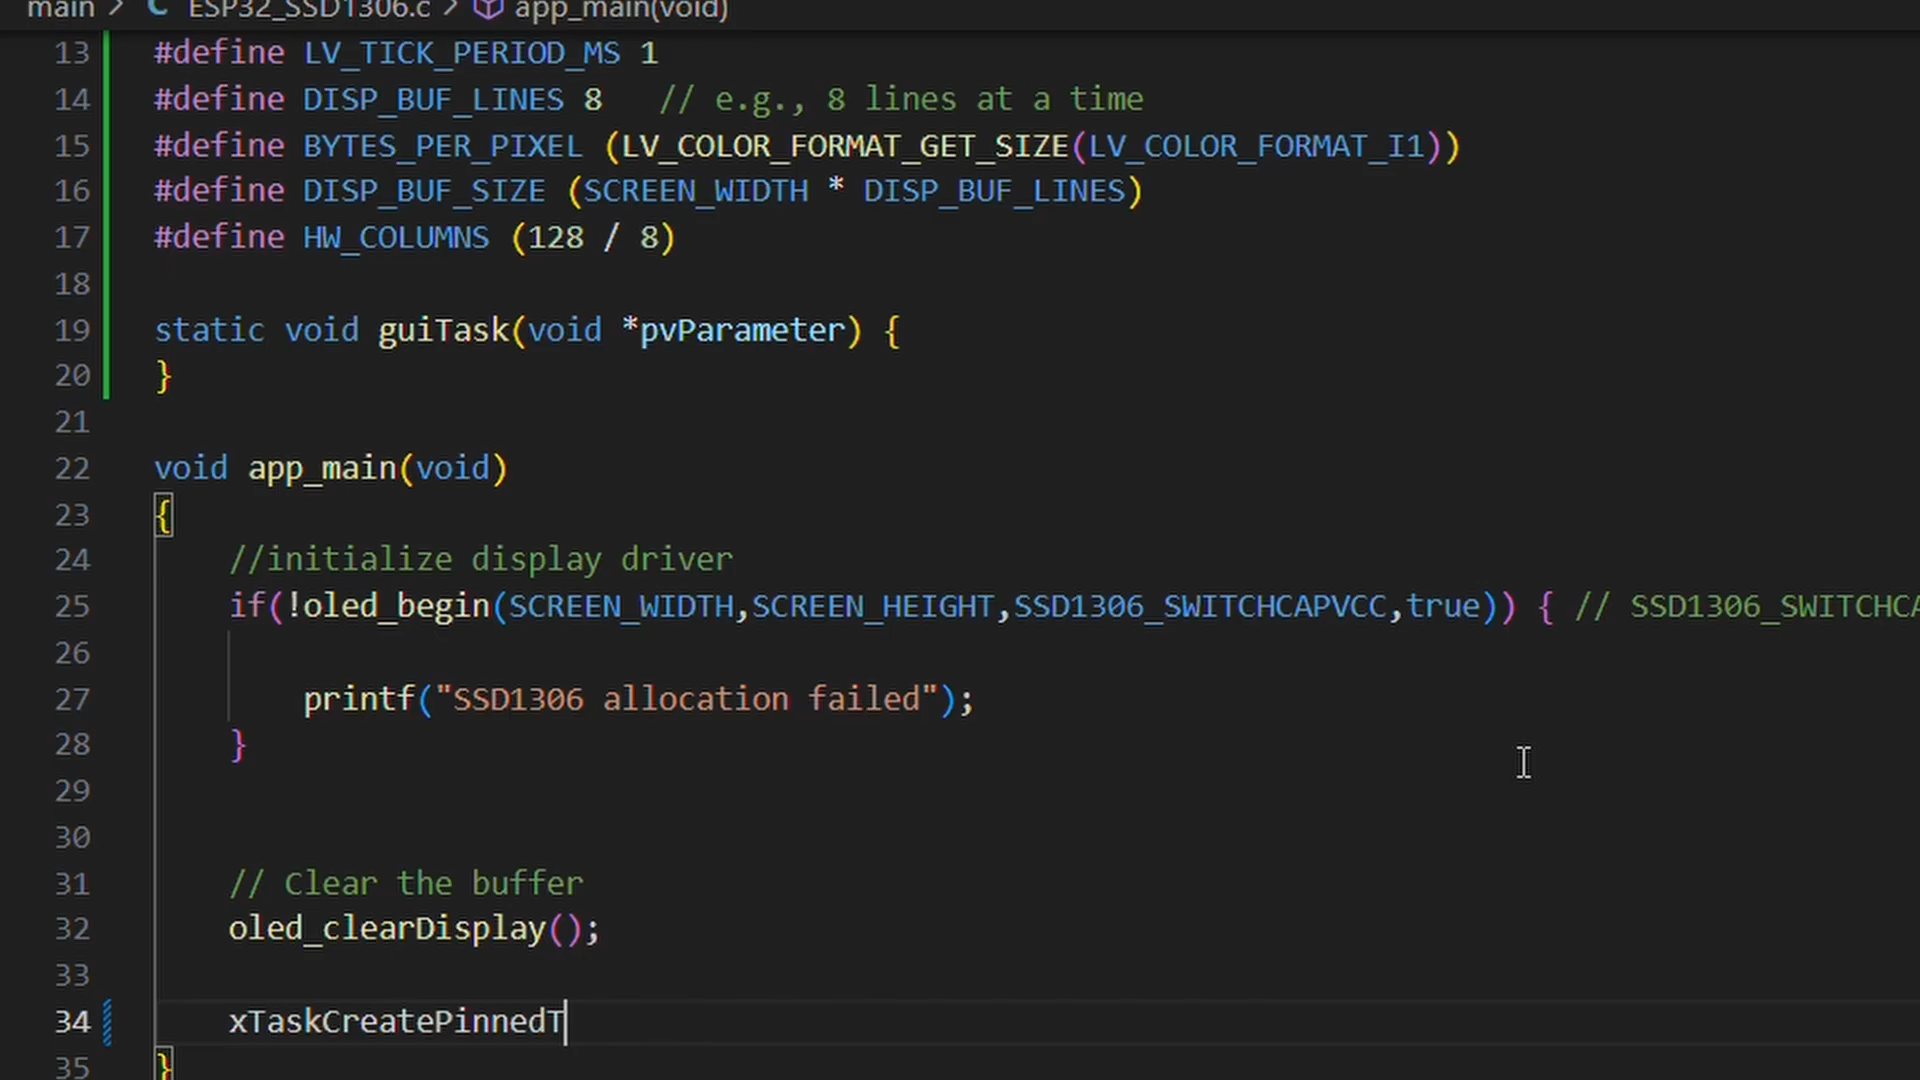 main > C ESP32_SSD1306.c > app_main(void)
13 #define LV_TICK_PERIOD_MS 1
14 #define DISP_BUF_LINES 8   // e.g., 8 lines at a time
15 #define BYTES_PER_PIXEL (LV_COLOR_FORMAT_GET_SIZE(LV_COLOR_FORMAT_I1))
16 #define DISP_BUF_SIZE (SCREEN_WIDTH * DISP_BUF_LINES)
17 #define HW_COLUMNS (128 / 8)
18
19 static void guiTask(void *pvParameter) {
20 }
21
22 void app_main(void)
23 {
24     //initialize display driver
25     if(!oled_begin(SCREEN_WIDTH,SCREEN_HEIGHT,SSD1306_SWITCHCAPVCC,true)) { // SSD1306_SWITCHCA
26
27         printf("SSD1306 allocation failed");
28     }
29
30
31     // Clear the buffer
32     oled_clearDisplay();
33
34     xTaskCreatePinnedT
35 }